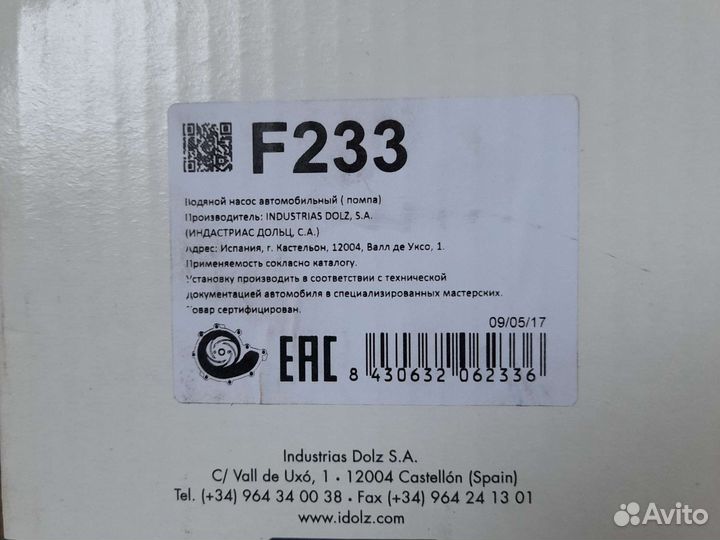 F233
Водяной насос автомобильный ( помпа)
Производитель: INDUSTRIAS DOLZ, S.A.
(ИНДАСТРИАС ДОЛЬЦ, С.А.)
Адрес: Испания, г. Кастельон, 12004, Валл де Уксо, 1.
Применяемость сокласно каталогу.
Установку производить в соответствии с технической
документацией автомобиля в специализированных мастерских.
Товар сертифицирован.
09/05/17
EAC
8 430632 062336
Industrias Dolz S.A.
C/ Vall de Uxó, 1 • 12004 Castellón (Spain)
Tel. (+34) 964 34 00 38 • Fax (+34) 964 24 13 01
www.idolz.com
Avito